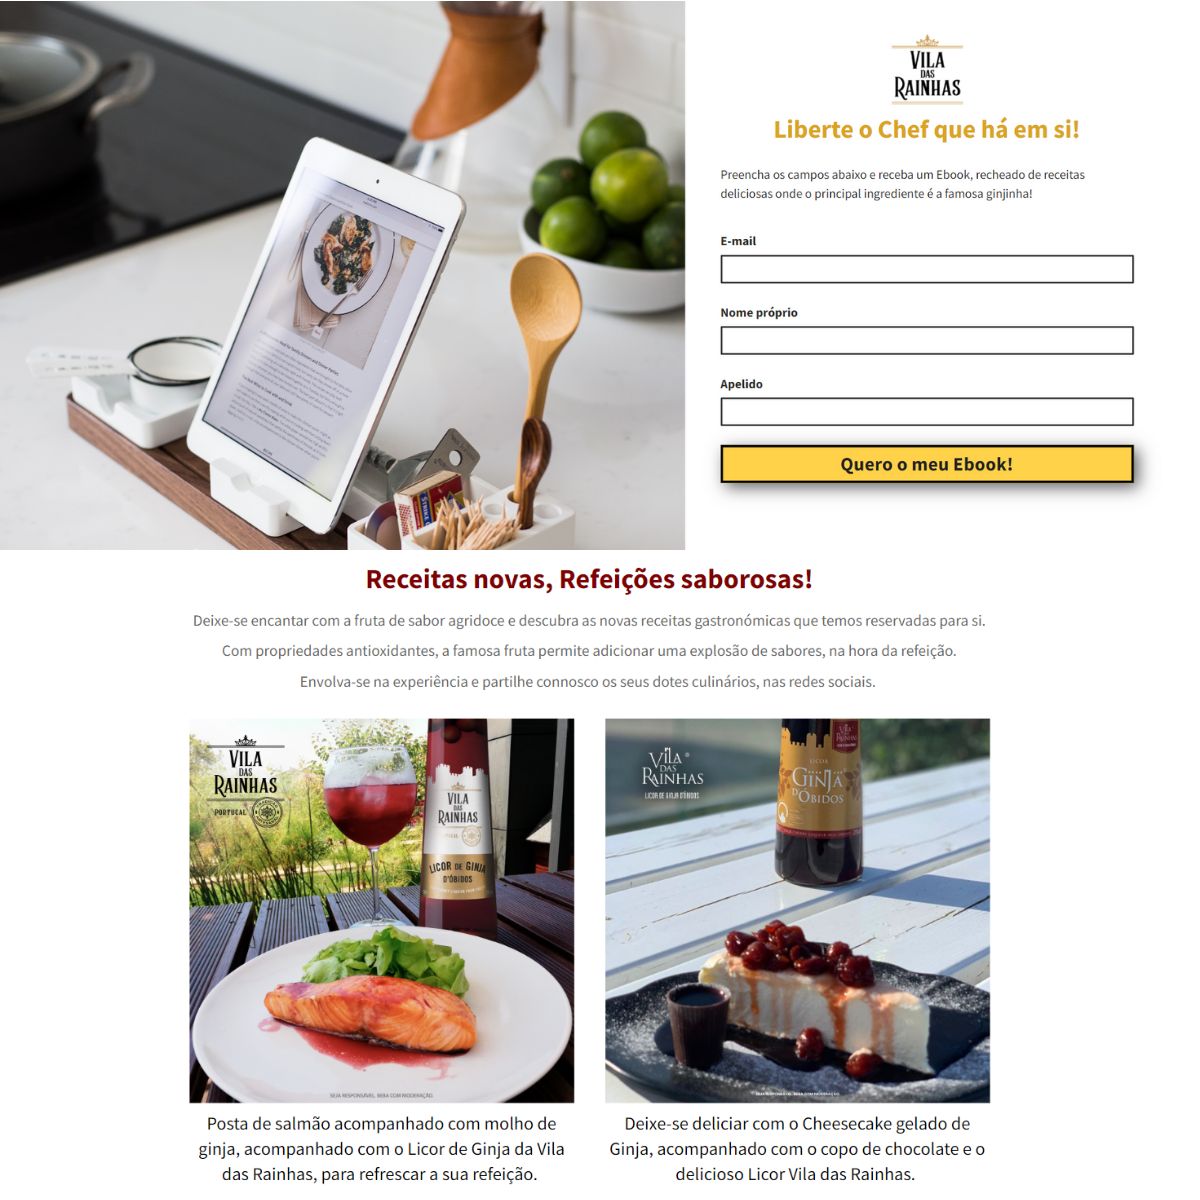 VILA
DAS
RAINHAS
Liberte o Chef que há em si!
Preencha os campos abaixo e receba um Ebook, recheado de receitas
deliciosas onde o principal ingrediente é a famosa ginjinha!
E-mail
Nome próprio
Apelido
Quero o meu Ebook!
Receitas novas, Refeições saborosas!
Deixe-se encantar com a fruta de sabor agridoce e descubra as novas receitas gastronómicas que temos reservadas para si.
Com propriedades antioxidantes, a famosa fruta permite adicionar uma explosão de sabores, na hora da refeição.
Envolva-se na experiência e partilhe connosco os seus dotes culinários, nas redes sociais.
VILA
DAS
RAINHAS
PORTUGAL
VILA
DAS
RAINHAS
LICOR DE GINJA
D'ÓBIDOS
SEJA RESPONSÁVEL. BEBA COM MODERAÇÃO.
VILA
DAS
RAINHAS
LICOR DE GINJA D'ÓBIDOS
LICOR
GINJA
D'ÓBIDOS
SEJA RESPONSÁVEL. BEBA COM MODERAÇÃO.
Posta de salmão acompanhado com molho de
ginja, acompanhado com o Licor de Ginja da Vila
das Rainhas, para refrescar a sua refeição.
Deixe-se deliciar com o Cheesecake gelado de
Ginja, acompanhado com o copo de chocolate e o
delicioso Licor Vila das Rainhas.